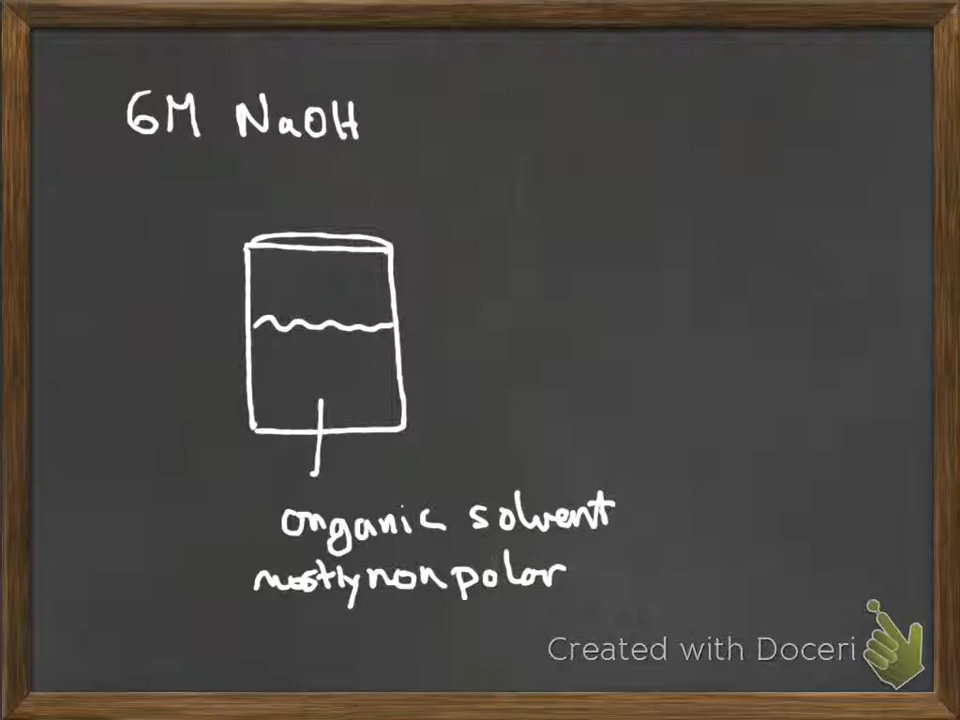 6M NaOH
organic solvent
mostly nonpolar
Created with Doceri